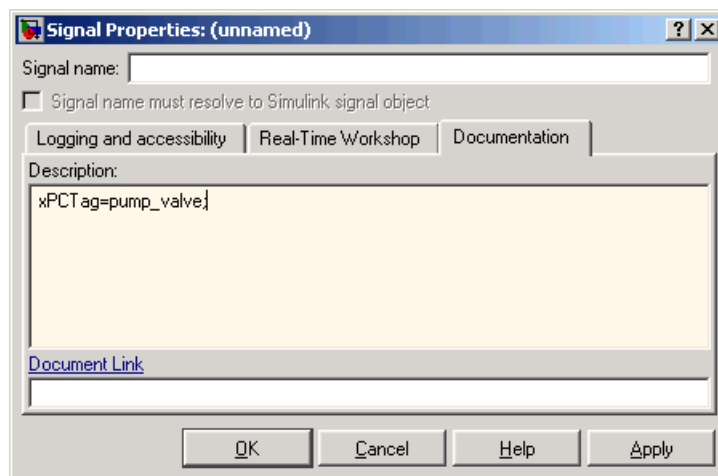 Signal Properties: (unnamed)
Signal name:
Signal name must resolve to Simulink signal object
Logging and accessibility Real-Time Workshop Documentation
Description:
xPCTag=pump_valve;
Document Link
OK Cancel Help Apply